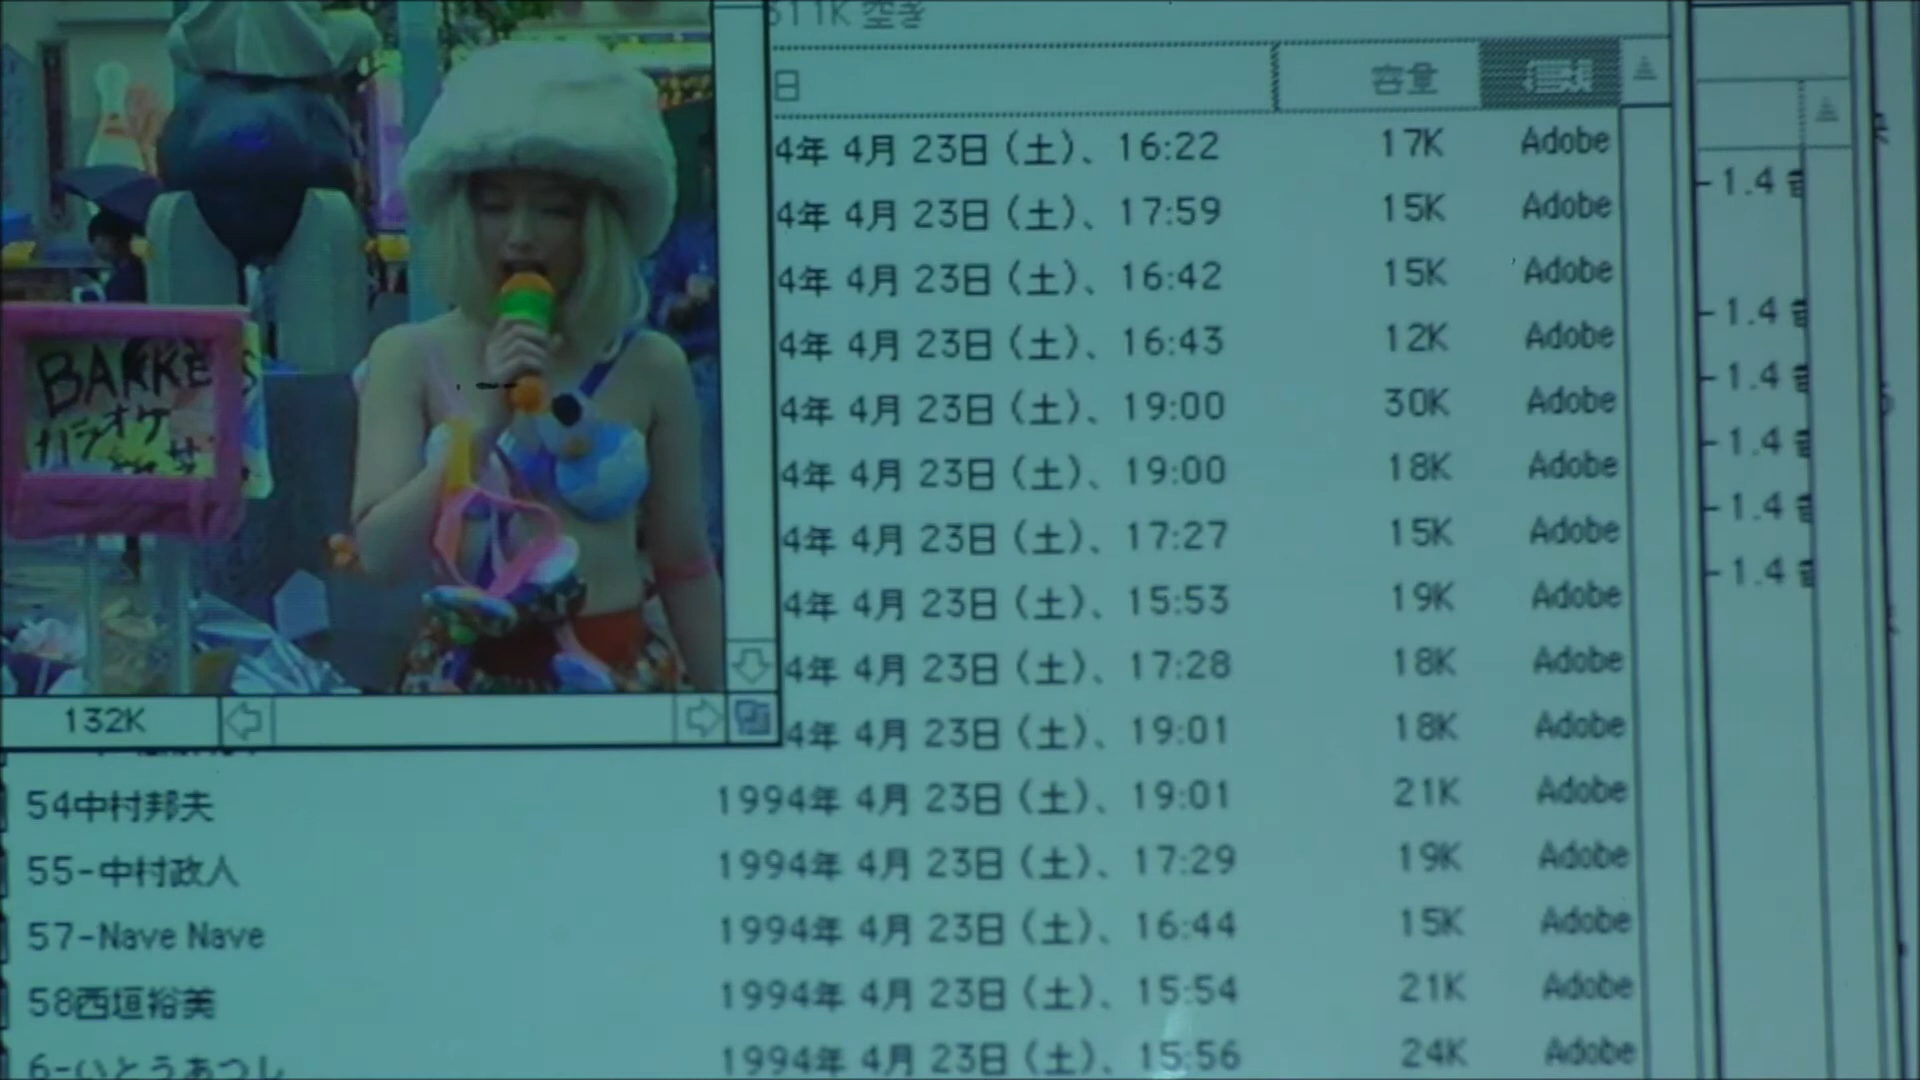 511K 空き
日 容量 種類
4年 4月 23日（土）、16:22 17K Adobe
4年 4月 23日（土）、17:59 15K Adobe
4年 4月 23日（土）、16:42 15K Adobe
4年 4月 23日（土）、16:43 12K Adobe
4年 4月 23日（土）、19:00 30K Adobe
4年 4月 23日（土）、19:00 18K Adobe
4年 4月 23日（土）、17:27 15K Adobe
4年 4月 23日（土）、15:53 19K Adobe
4年 4月 23日（土）、17:28 18K Adobe
4年 4月 23日（土）、19:01 18K Adobe
BARKE
カラオケ
132K
54中村邦夫 1994年 4月 23日（土）、19:01 21K Adobe
55-中村政人 1994年 4月 23日（土）、17:29 19K Adobe
57-Nave Nave 1994年 4月 23日（土）、16:44 15K Adobe
58西垣裕美 1994年 4月 23日（土）、15:54 21K Adobe
6-いとうあつし 1994年 4月 23日（土）、15:56 24K Adobe
-1.4
-1.4
-1.4
-1.4
-1.4
-1.4